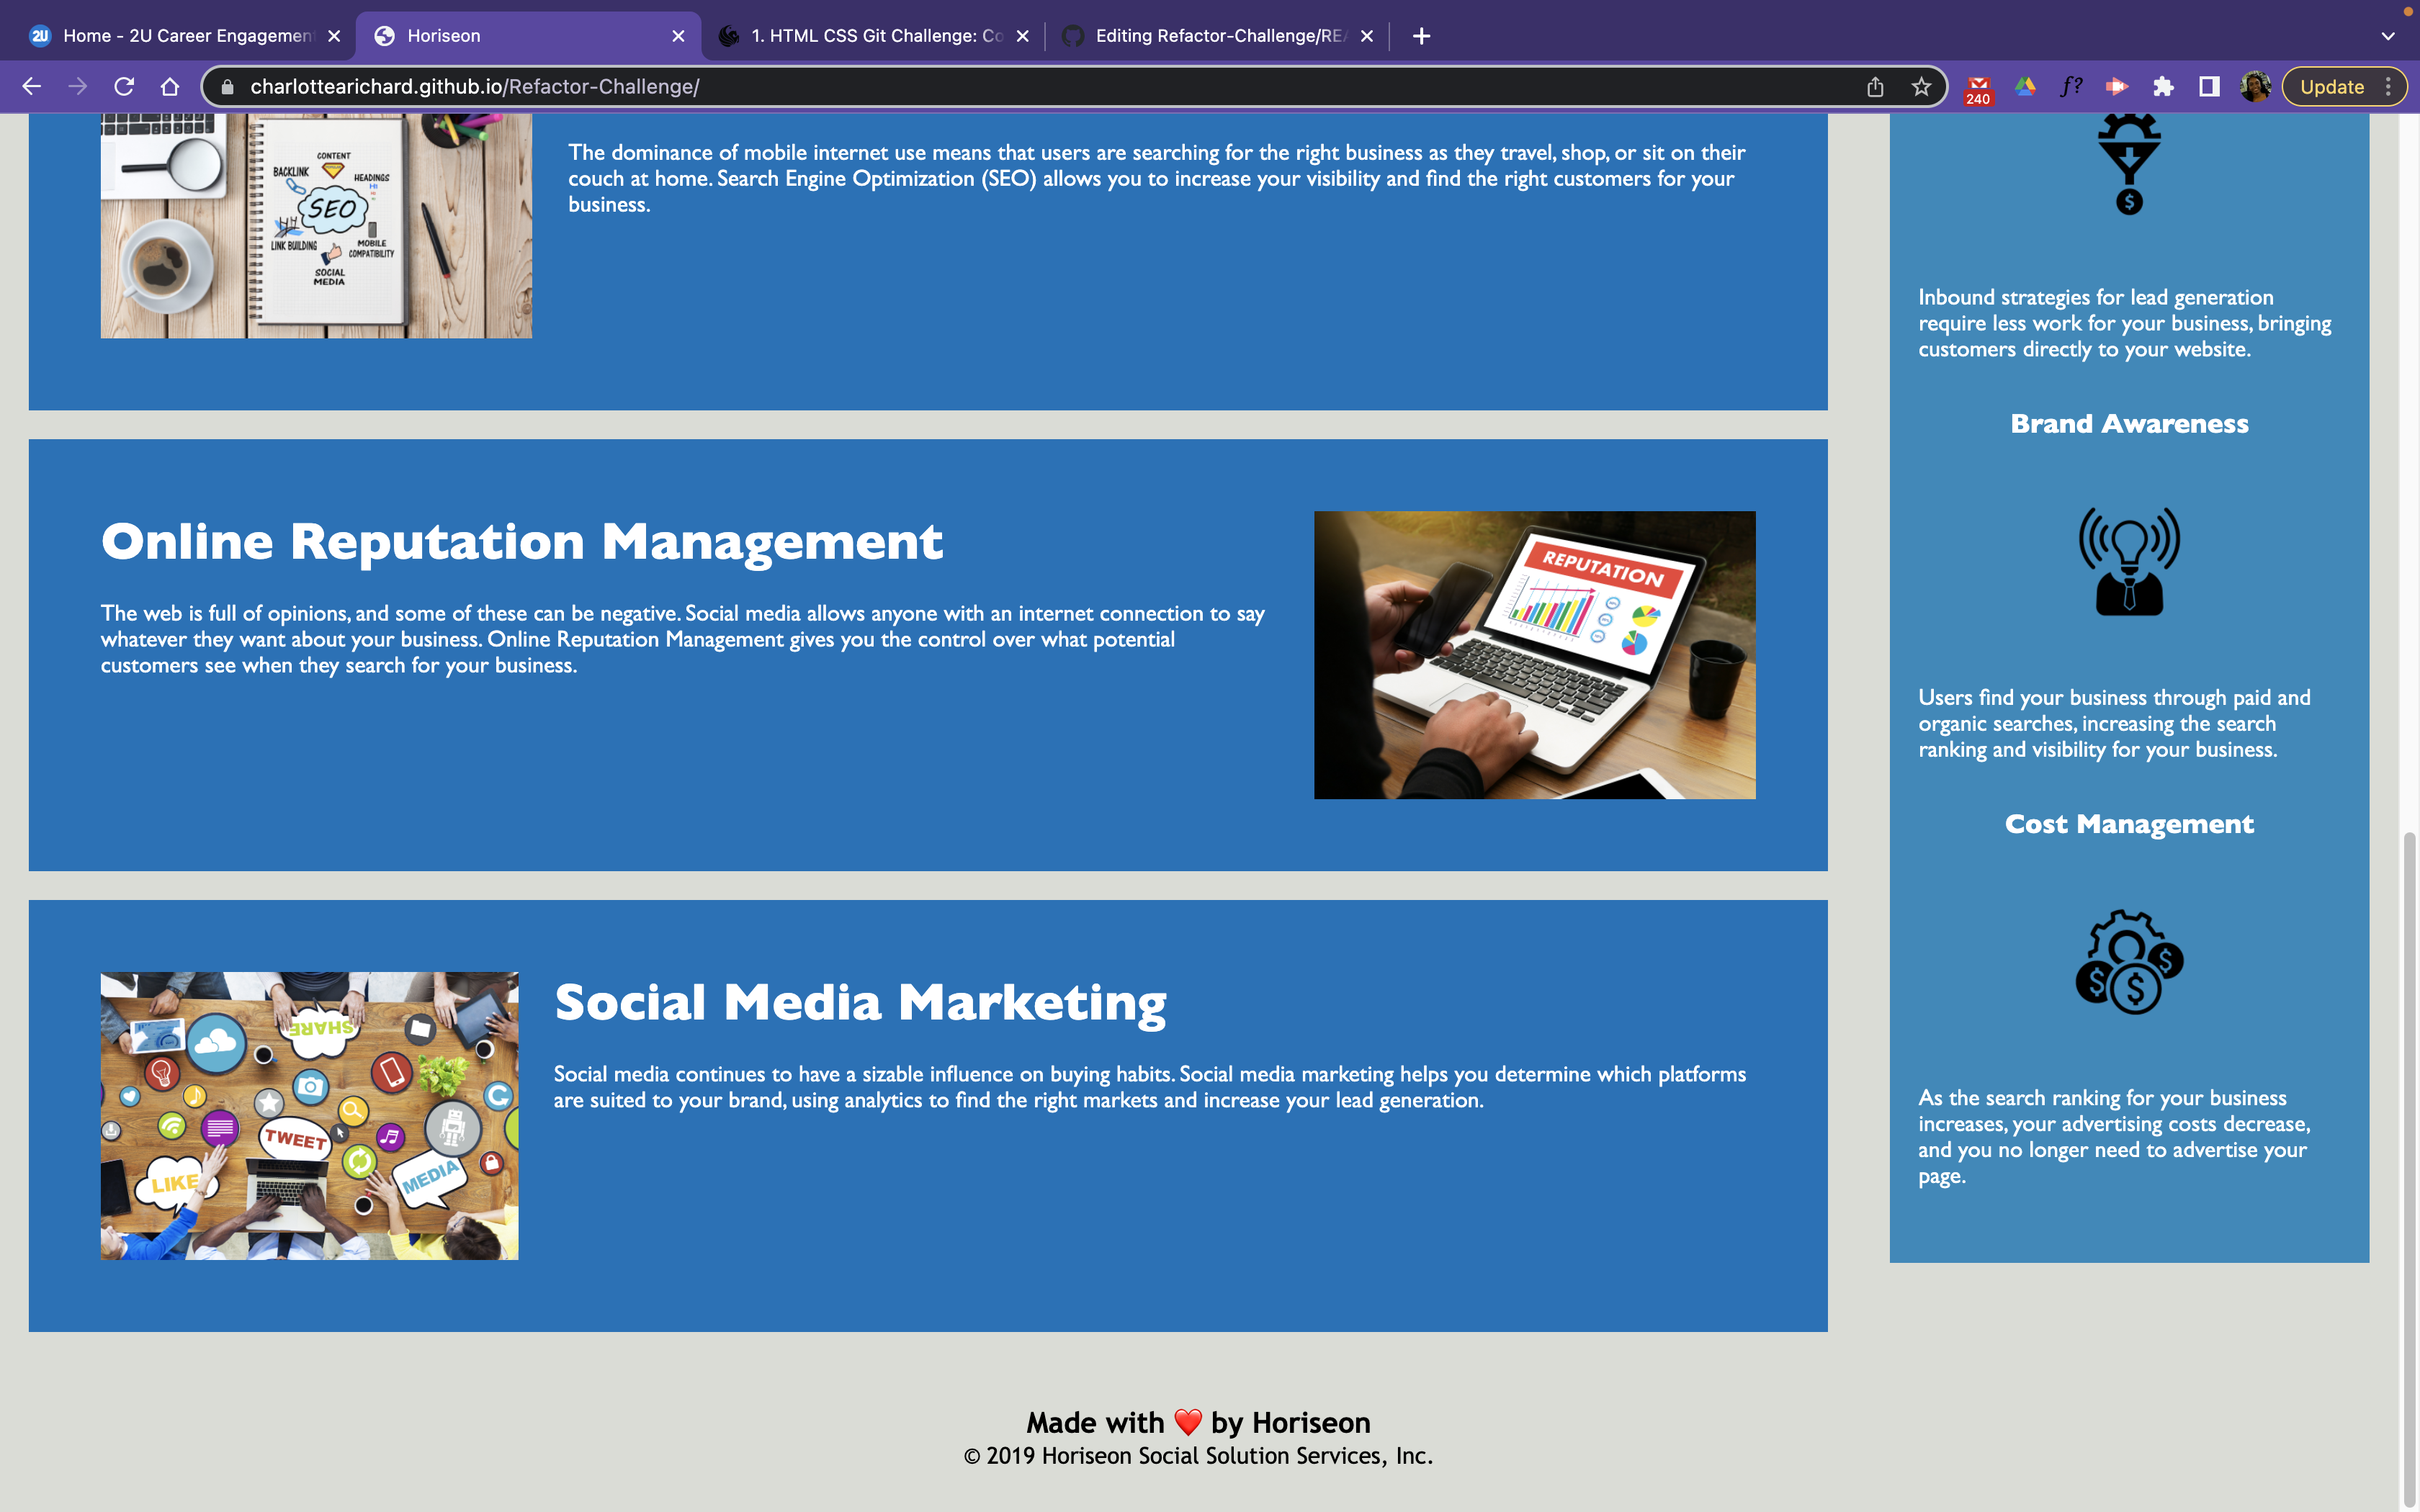 2U Home - 2U Career Engagemen
Horiseon
1. HTML CSS Git Challenge: Co
Editing Refactor-Challenge/RE
charlottearichard.github.io/Refactor-Challenge/
240
f?
Update
CONTENT
BACKLINK
HEADINGS
H1
SEO
LINK BUILDING
MOBILE
COMPATIBILITY
SOCIAL
MEDIA
The dominance of mobile internet use means that users are searching for the right business as they travel, shop, or sit on their
couch at home. Search Engine Optimization (SEO) allows you to increase your visibility and find the right customers for your
business.
Online Reputation Management
The web is full of opinions, and some of these can be negative. Social media allows anyone with an internet connection to say
whatever they want about your business. Online Reputation Management gives you the control over what potential
customers see when they search for your business.
REPUTATION
SHARE
TWEET
LIKE
MEDIA
Social Media Marketing
Social media continues to have a sizable influence on buying habits. Social media marketing helps you determine which platforms
are suited to your brand, using analytics to find the right markets and increase your lead generation.
$
Inbound strategies for lead generation
require less work for your business, bringing
customers directly to your website.
Brand Awareness
Users find your business through paid and
organic searches, increasing the search
ranking and visibility for your business.
Cost Management
$ $ $
As the search ranking for your business
increases, your advertising costs decrease,
and you no longer need to advertise your
page.
Made with ❤️ by Horiseon
© 2019 Horiseon Social Solution Services, Inc.